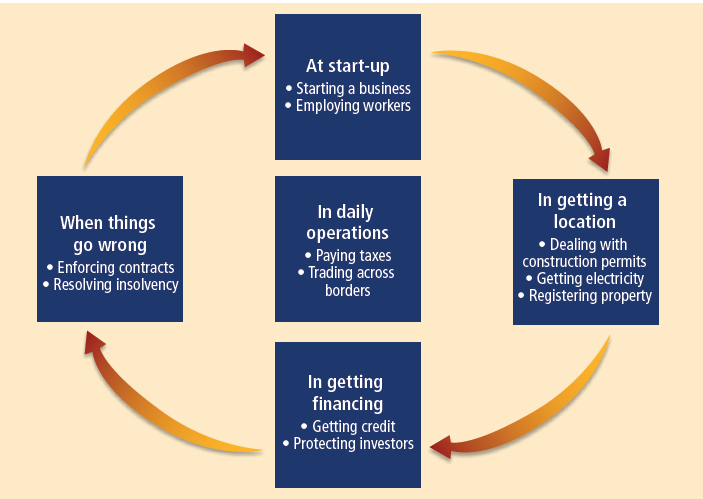 At start-up
• Starting a business
• Employing workers
When things
go wrong
• Enforcing contracts
• Resolving insolvency
In daily
operations
• Paying taxes
• Trading across
borders
In getting a
location
• Dealing with
construction permits
• Getting electricity
• Registering property
In getting
financing
• Getting credit
• Protecting investors